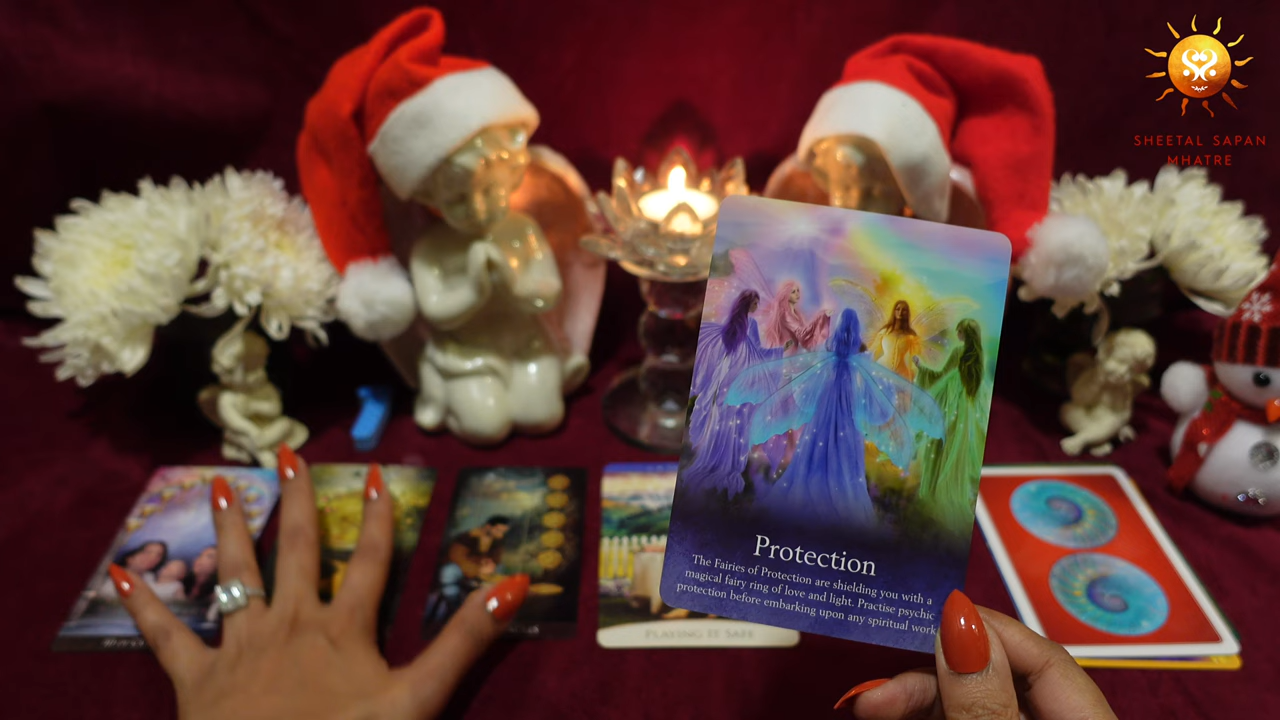 SHEETAL SAPAN
MHATRE
Protection
The Fairies of Protection are shielding you with a
magical fairy ring of love and light. Practise psychic
protection before embarking upon any spiritual work
PLAYING IT SAFE